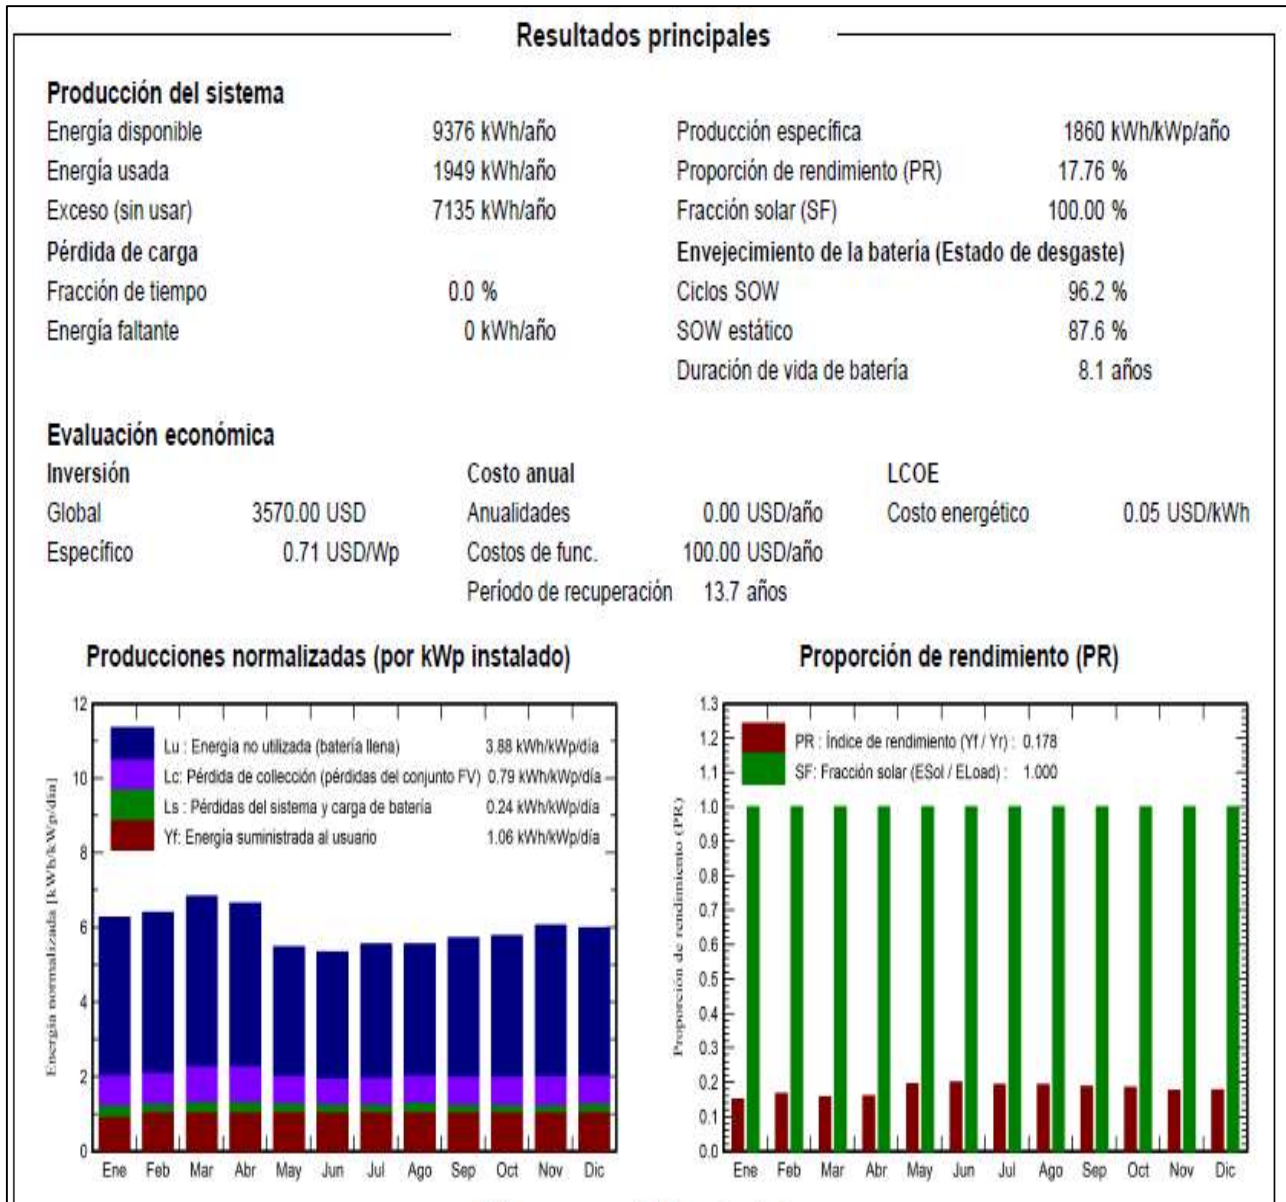 Resultados principales
Producción del sistema
Energía disponible 9376 kWh/año Producción específica 1860 kWh/kWp/año
Energía usada 1949 kWh/año Proporción de rendimiento (PR) 17.76 %
Exceso (sin usar) 7135 kWh/año Fracción solar (SF) 100.00 %
Pérdida de carga Envejecimiento de la batería (Estado de desgaste)
Fracción de tiempo 0.0 % Ciclos SOW 96.2 %
Energía faltante 0 kWh/año SOW estático 87.6 %
Duración de vida de batería 8.1 años
Evaluación económica
Inversión Costo anual LCOE
Global 3570.00 USD Anualidades 0.00 USD/año Costo energético 0.05 USD/kWh
Específico 0.71 USD/Wp Costos de func. 100.00 USD/año
Período de recuperación 13.7 años
Producciones normalizadas (por kWp instalado)
12
10
8
6
4
2
0
Energía normalizada [kWh/kWp/día]
Lu : Energía no utilizada (batería llena) 3.88 kWh/kWp/día
Lc: Pérdida de colección (pérdidas del conjunto FV) 0.79 kWh/kWp/día
Ls : Pérdidas del sistema y carga de batería 0.24 kWh/kWp/día
Yf: Energía suministrada al usuario 1.06 kWh/kWp/día
Ene Feb Mar Abr May Jun Jul Ago Sep Oct Nov Dic
Proporción de rendimiento (PR)
1.3
1.2
1.1
1.0
0.9
0.8
0.7
0.6
0.5
0.4
0.3
0.2
0.1
0.0
Proporción de rendimiento (PR)
PR : Índice de rendimiento (Yf / Yr) : 0.178
SF: Fracción solar (ESol / ELoad) : 1.000
Ene Feb Mar Abr May Jun Jul Ago Sep Oct Nov Dic